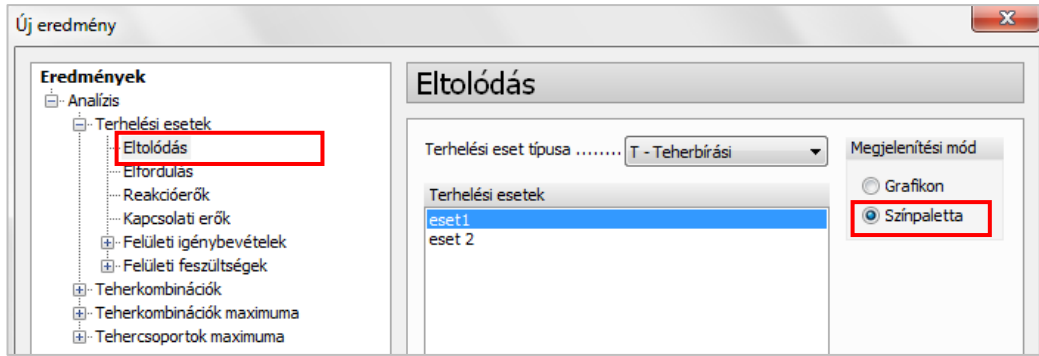 Új eredmény
Eredmények
Analízis
Terhelési esetek
Eltolódás
Elfordulás
Reakcióerők
Kapcsolati erők
Felületi igénybevételek
Felületi feszültségek
Teherkombinációk
Teherkombinációk maximuma
Tehercsoportok maximuma
Eltolódás
Terhelési eset típusa ........ T - Teherbírási
Terhelési esetek
eset1
eset 2
Megjelenítési mód
Grafikon
Színpaletta